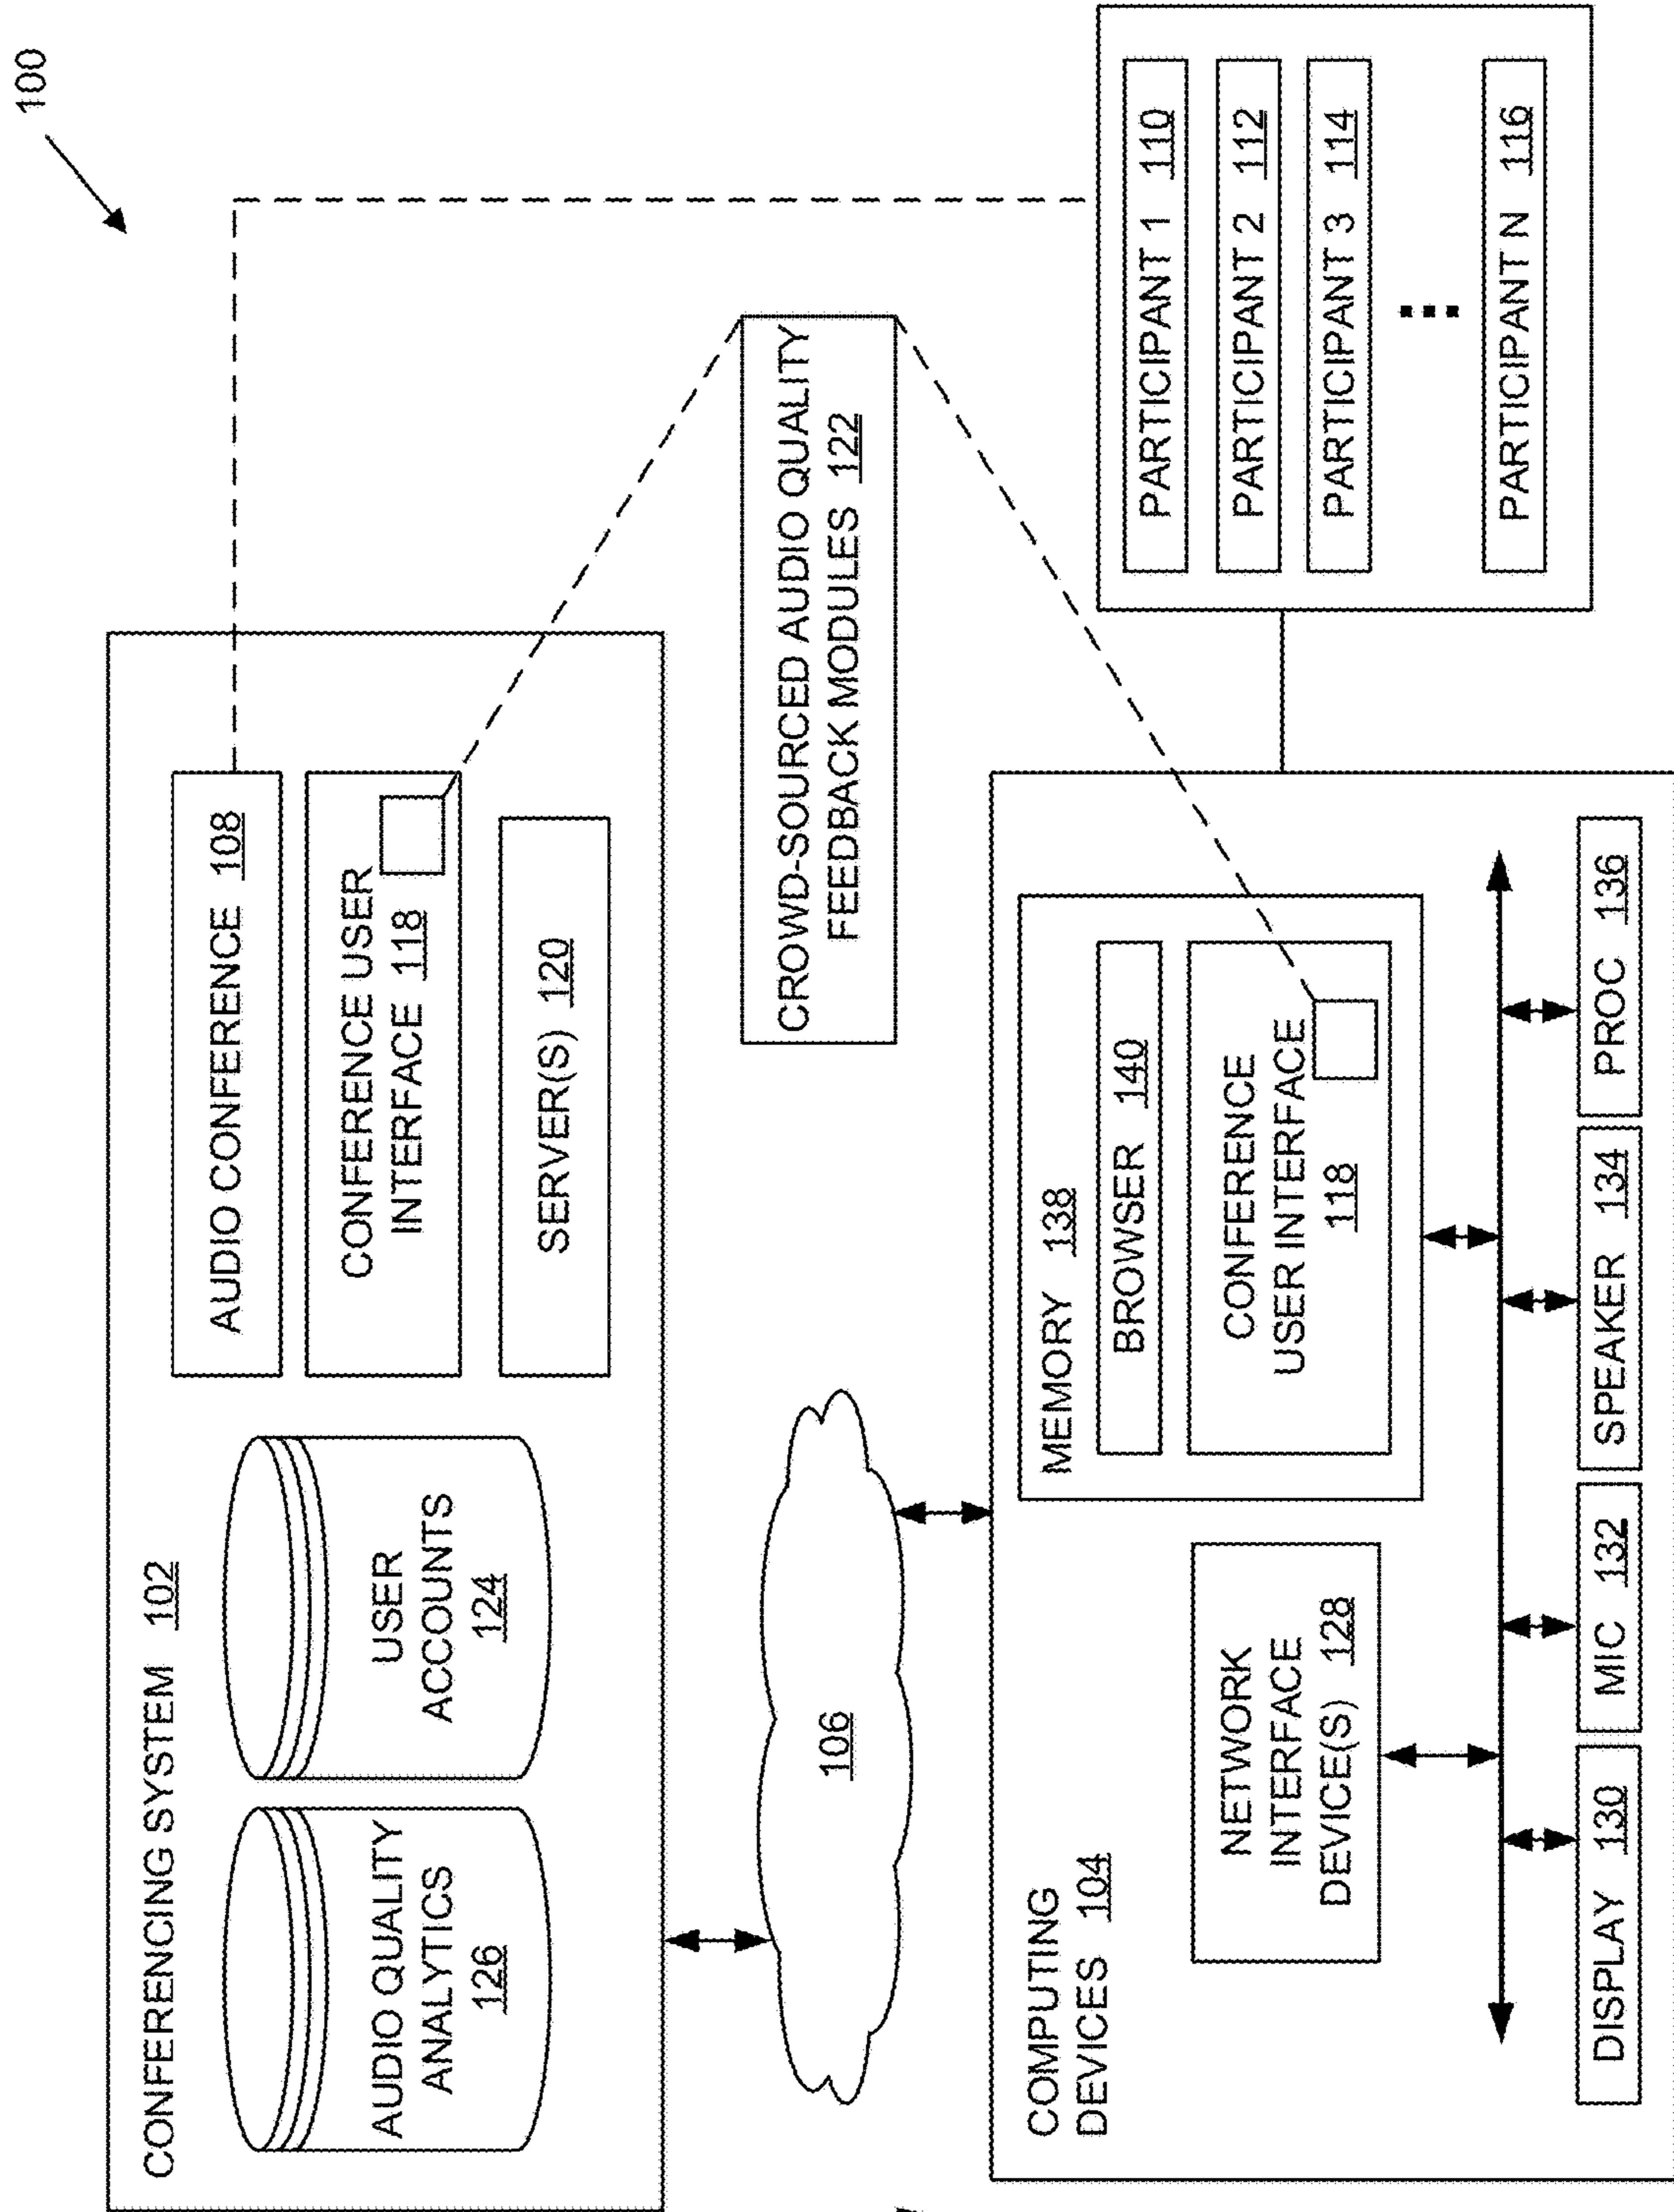 100
CONFERENCING SYSTEM 102
AUDIO QUALITY
ANALYTICS
126
USER
ACCOUNTS
124
AUDIO CONFERENCE 108
CONFERENCE USER
INTERFACE 118
SERVER(S) 120
106
CROWD-SOURCED AUDIO QUALITY
FEEDBACK MODULES 122
COMPUTING
DEVICES 104
NETWORK
INTERFACE
DEVICE(S) 128
MEMORY 138
BROWSER 140
CONFERENCE
USER INTERFACE
118
DISPLAY 130
MIC 132
SPEAKER 134
PROC 136
PARTICIPANT 1 110
PARTICIPANT 2 112
PARTICIPANT 3 114
PARTICIPANT N 116